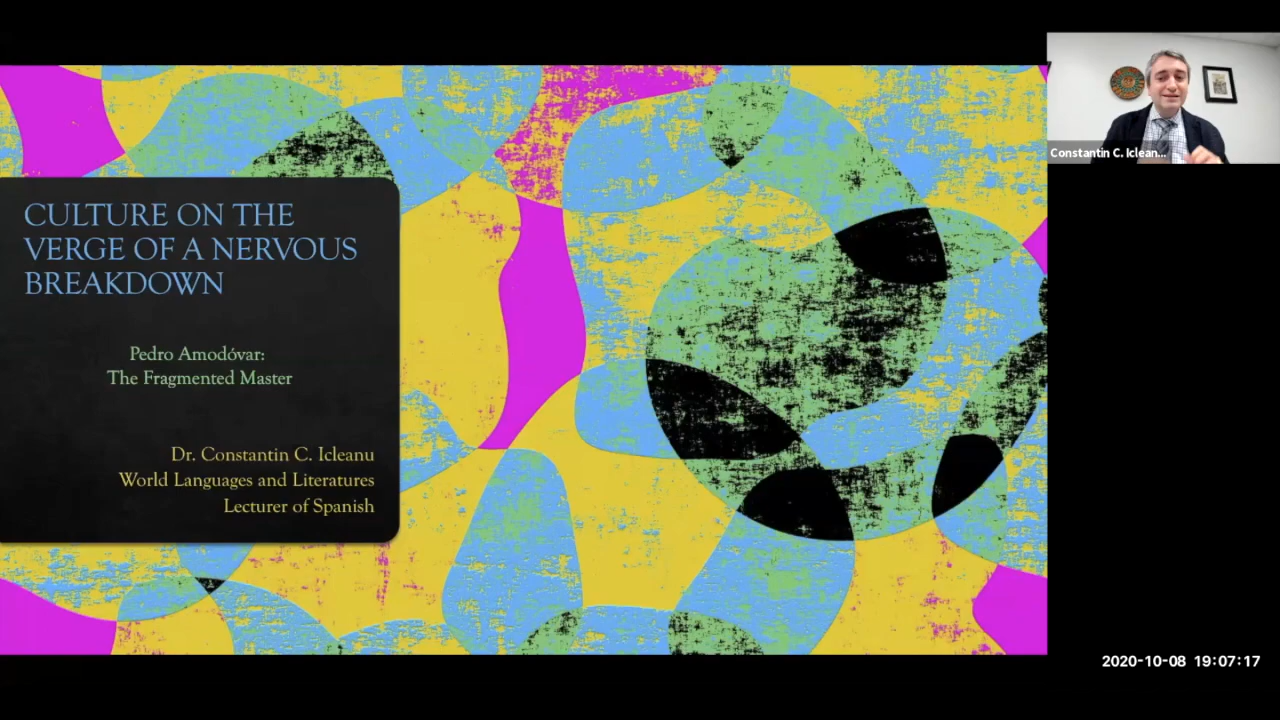 CULTURE ON THE
VERGE OF A NERVOUS
BREAKDOWN
Pedro Amodóvar:
The Fragmented Master
Dr. Constantin C. Icleanu
World Languages and Literatures
Lecturer of Spanish
Constantin C. Iclean...
2020-10-08 19:07:17